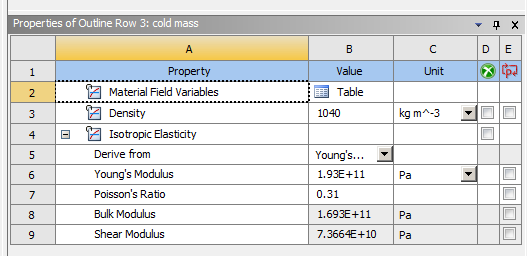 Properties of Outline Row 3: cold mass
A B C D E
1 Property Value Unit
2 Material Field Variables Table
3 Density 1040 kg m^-3
4 Isotropic Elasticity
5 Derive from Young's...
6 Young's Modulus 1.93E+11 Pa
7 Poisson's Ratio 0.31
8 Bulk Modulus 1.693E+11 Pa
9 Shear Modulus 7.3664E+10 Pa